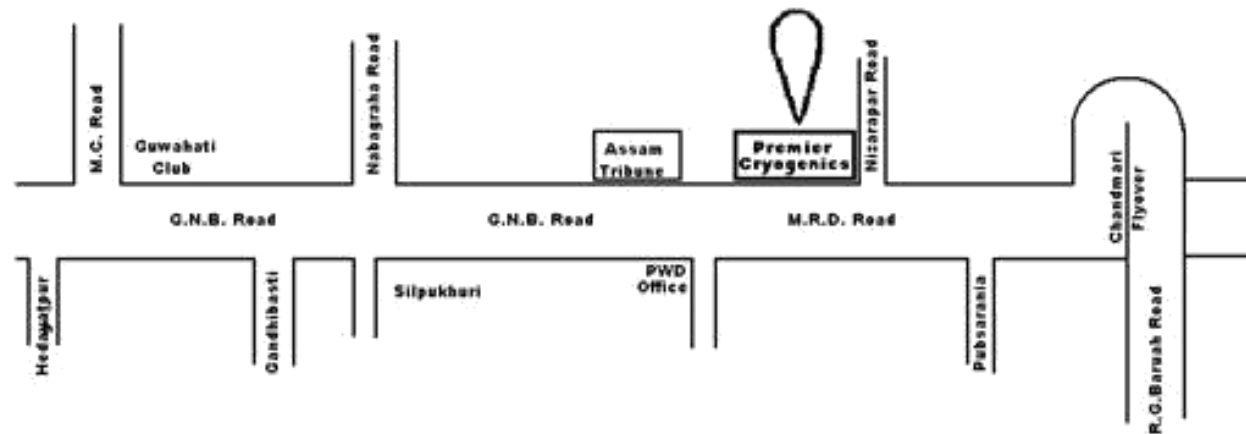 M.C. Road
Guwahati
Club
Nabagraha Road
Assam
Tribune
Premier
Cryogenics
Nizarapar Road
Chandmari
Flyover
G.N.B. Road
G.N.B. Road
M.R.D. Road
Hedayatpur
Gandhibasti
Silpukhuri
PWD
Office
Pubsarania
R.G.Baruah Road